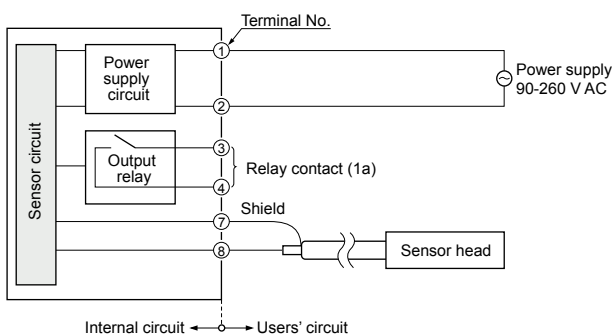 Terminal No.
1
Power supply circuit
Power supply
90-260 V AC
2
Sensor circuit
3
Output relay
Relay contact (1a)
4
7
Shield
8
Sensor head
Internal circuit
Users' circuit